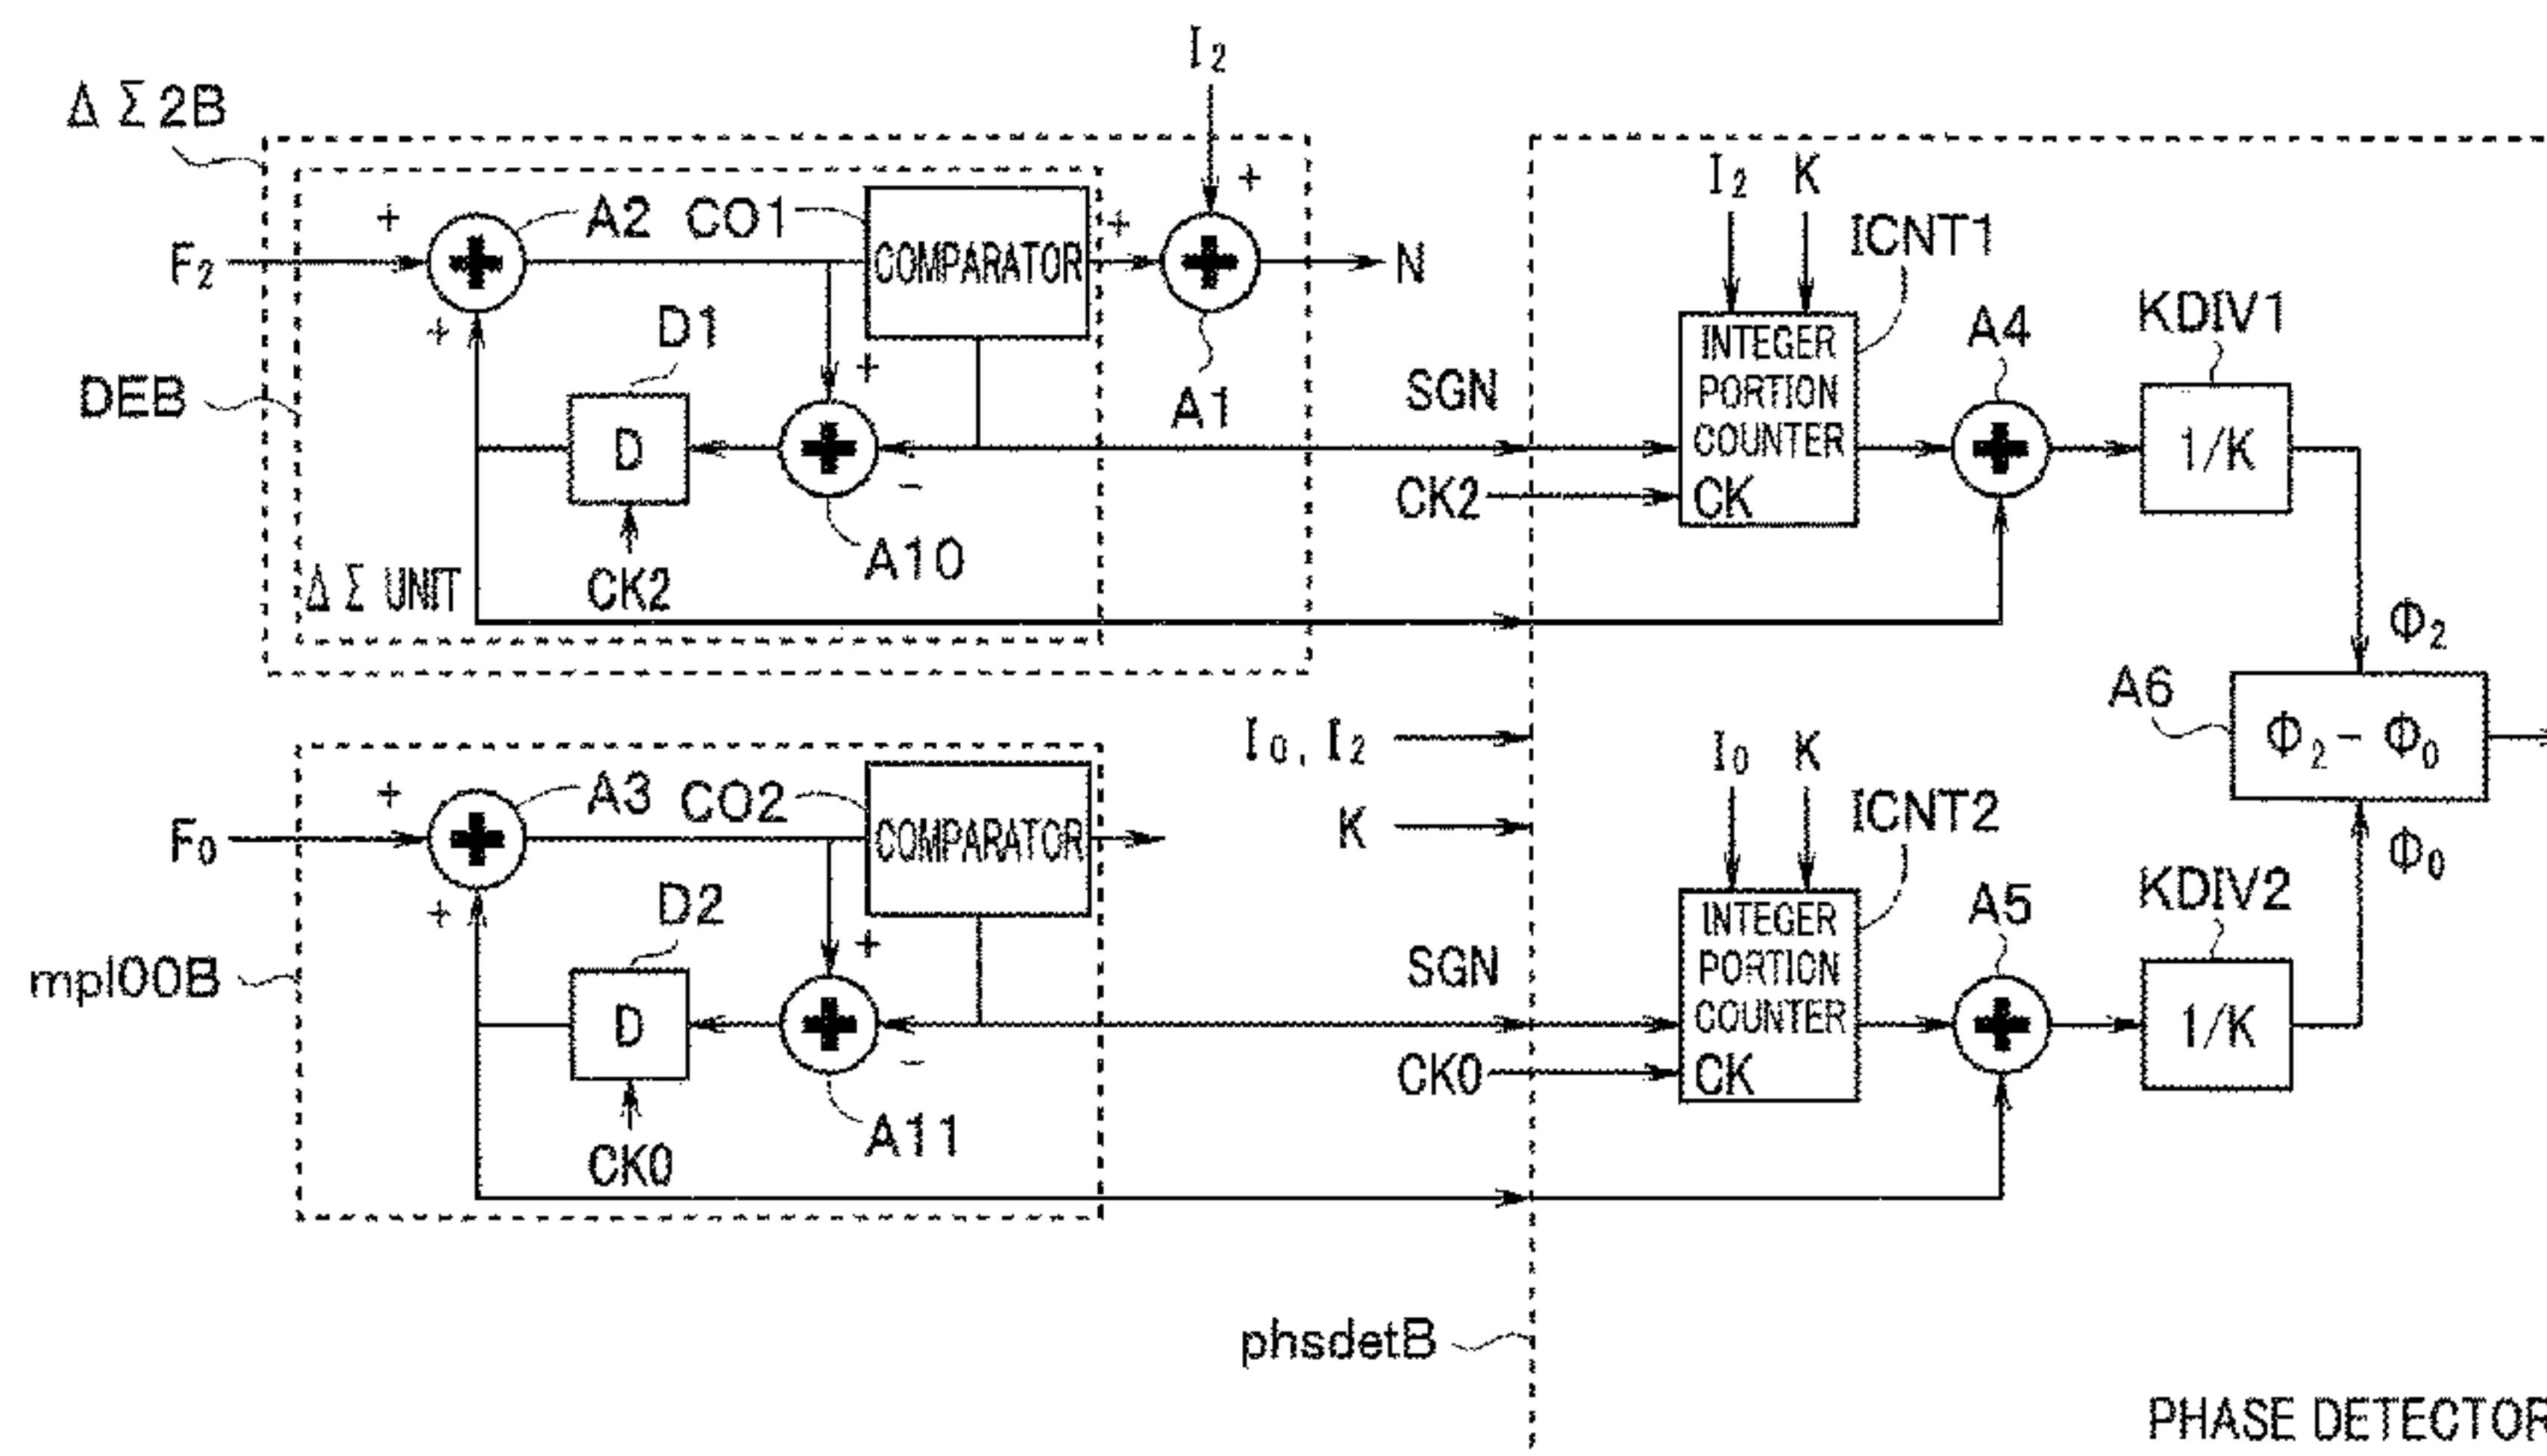 I₂
ΔΣ2B
I₂ K
+
+ A2 CO1 COMPARATOR +
ICNT1
F₂ N
+ D1 +
INTEGER PORTION COUNTER
A4 KDIV1
DEB D A1 SGN 1/K
-
CK2 CK
A10
ΔΣ UNIT CK2
Φ₂
A6
I₀, I₂
Φ₂ - Φ₀
I₀ K
+ A3 CO2 COMPARATOR
K
ICNT2
F₀
Φ₀
+ D2 +
INTEGER PORTION COUNTER
A5 KDIV2
mpl00B D SGN 1/K
-
CK0 CK
A11
CK0
phsdetB
PHASE DETECTOR